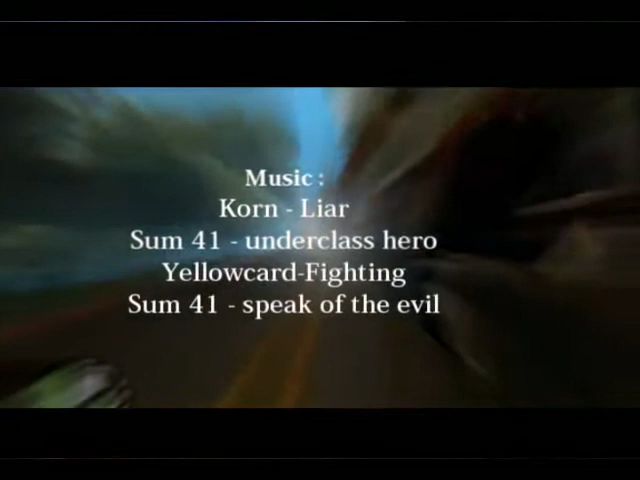 Music :
Korn - Liar
Sum 41 - underclass hero
Yellowcard-Fighting
Sum 41 - speak of the evil